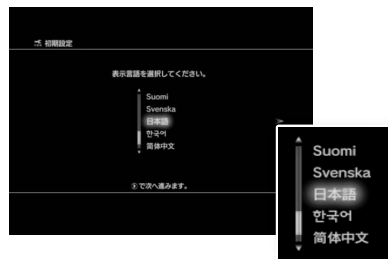 初期設定
表示言語を選択してください。
Suomi
Svenska
日本語
한국어
简体中文
で次へ進みます。
Suomi
Svenska
日本語
한국어
简体中文